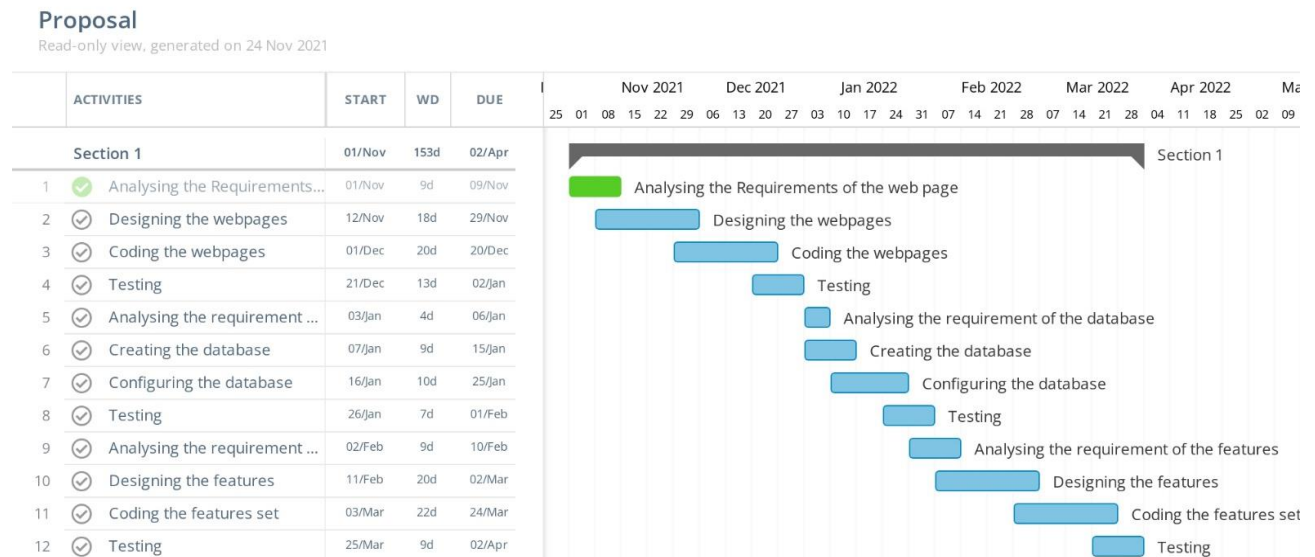 Proposal
Read-only view, generated on 24 Nov 2021
Nov 2021 Dec 2021 Jan 2022 Feb 2022 Mar 2022 Apr 2022 Ma
ACTIVITIES START WD DUE
25 01 08 15 22 29 06 13 20 27 03 10 17 24 31 07 14 21 28 07 14 21 28 04 11 18 25 02 09
Section 1 01/Nov 153d 02/Apr Section 1
1 Analysing the Requirements... 01/Nov 9d 09/Nov Analysing the Requirements of the web page
2 Designing the webpages 12/Nov 18d 29/Nov Designing the webpages
3 Coding the webpages 01/Dec 20d 20/Dec Coding the webpages
4 Testing 21/Dec 13d 02/Jan Testing
5 Analysing the requirement ... 03/Jan 4d 06/Jan Analysing the requirement of the database
6 Creating the database 07/Jan 9d 15/Jan Creating the database
7 Configuring the database 16/Jan 10d 25/Jan Configuring the database
8 Testing 26/Jan 7d 01/Feb Testing
9 Analysing the requirement ... 02/Feb 9d 10/Feb Analysing the requirement of the features
10 Designing the features 11/Feb 20d 02/Mar Designing the features
11 Coding the features set 03/Mar 22d 24/Mar Coding the features set
12 Testing 25/Mar 9d 02/Apr Testing